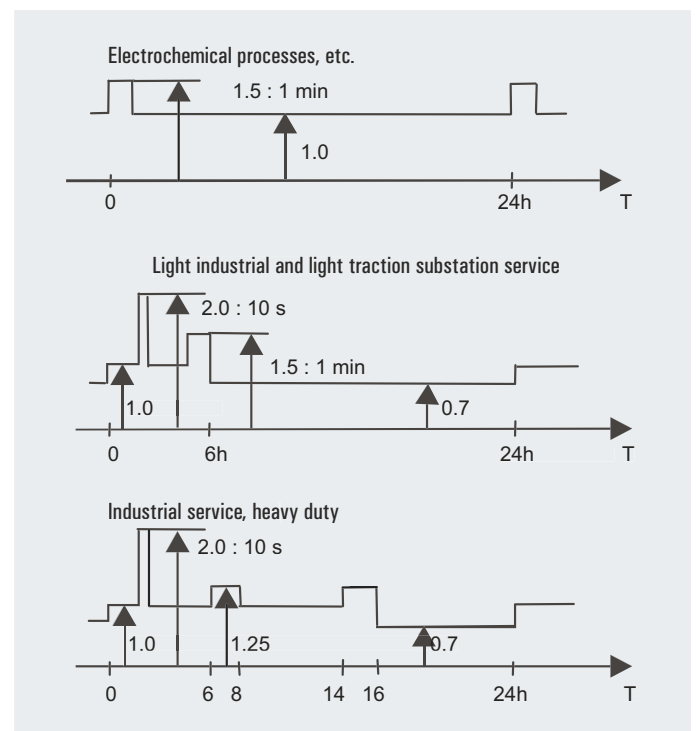 Electrochemical processes, etc.
1.5 : 1 min
1.0
0 24h T
Light industrial and light traction substation service
2.0 : 10 s
1.5 : 1 min
1.0 0.7
0 6h 24h T
Industrial service, heavy duty
2.0 : 10 s
1.0 1.25 0.7
0 6 8 14 16 24h T